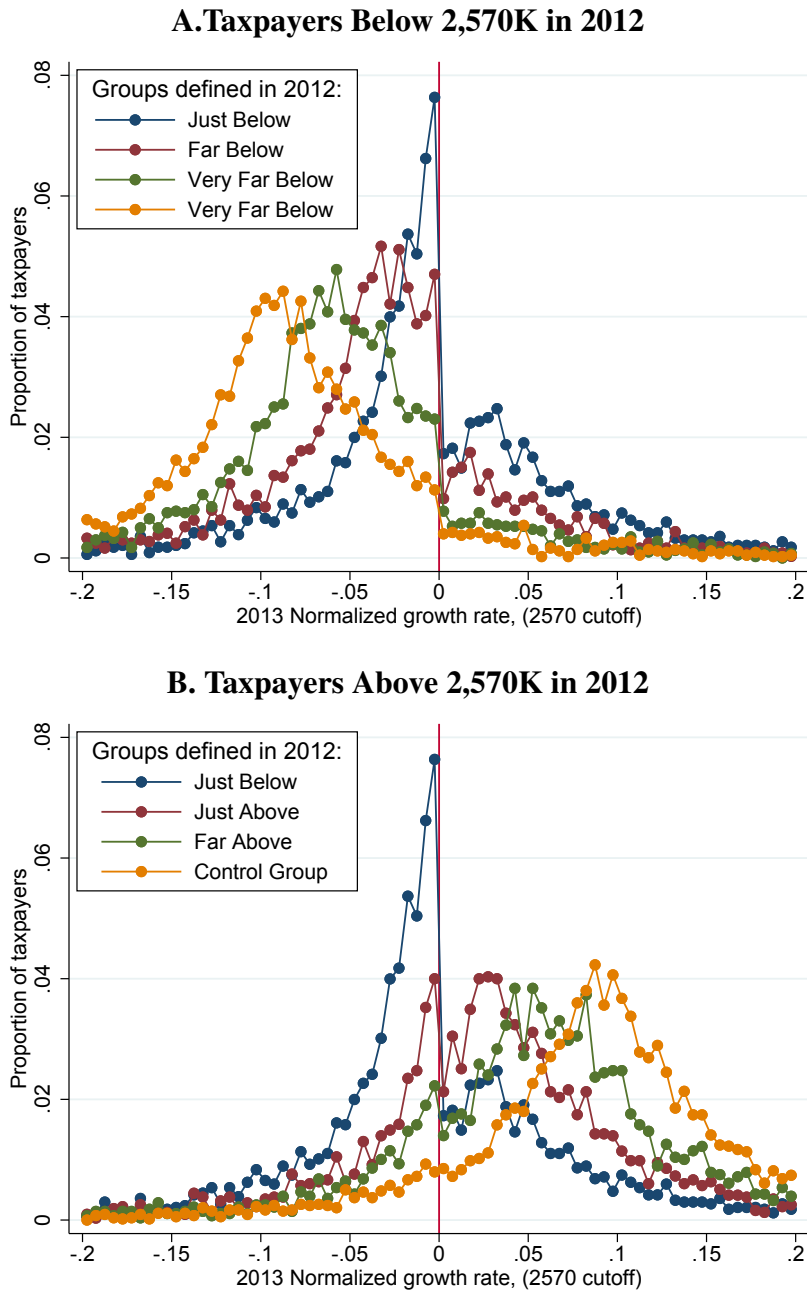 A.Taxpayers Below 2,570K in 2012
Groups defined in 2012:
Just Below
Far Below
Very Far Below
Very Far Below
Proportion of taxpayers
0
.02
.04
.06
.08
-.2
-.15
-.1
-.05
0
.05
.1
.15
.2
2013 Normalized growth rate, (2570 cutoff)
B. Taxpayers Above 2,570K in 2012
Groups defined in 2012:
Just Below
Just Above
Far Above
Control Group
Proportion of taxpayers
0
.02
.04
.06
.08
-.2
-.15
-.1
-.05
0
.05
.1
.15
.2
2013 Normalized growth rate, (2570 cutoff)